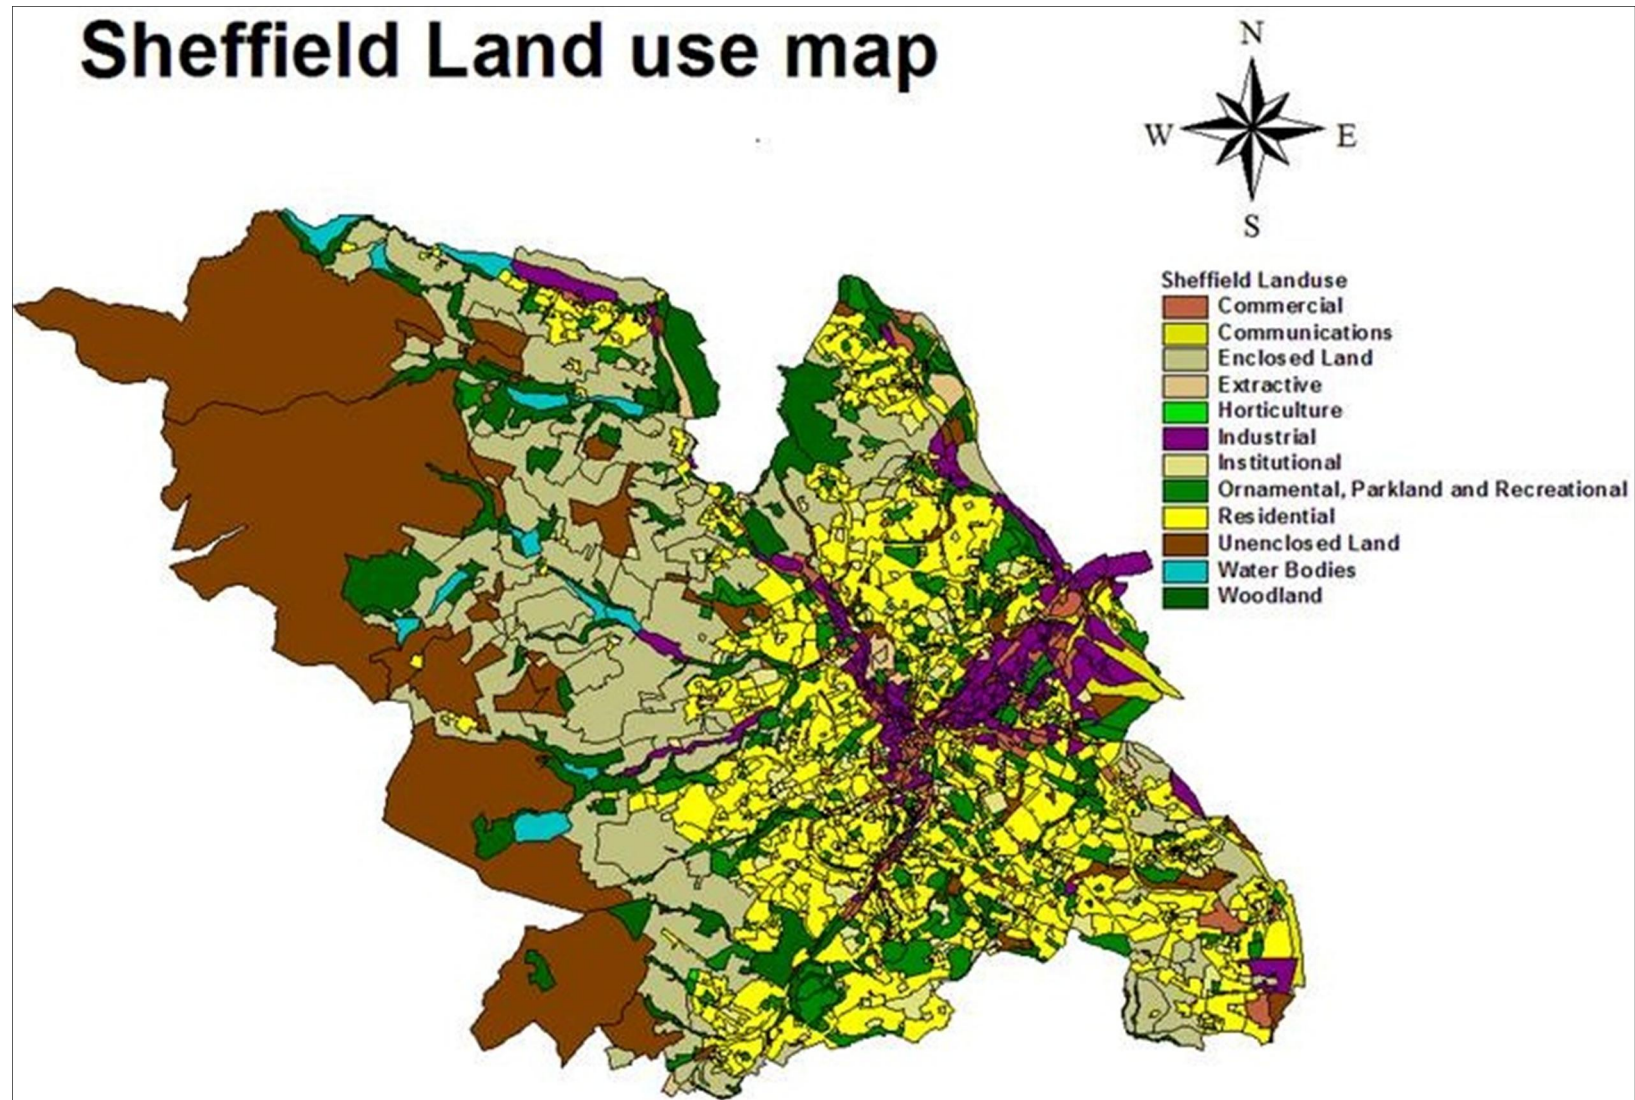 Sheffield Land use map
N
W E
S
Sheffield Landuse
Commercial
Communications
Enclosed Land
Extractive
Horticulture
Industrial
Institutional
Ornamental, Parkland and Recreational
Residential
Unenclosed Land
Water Bodies
Woodland